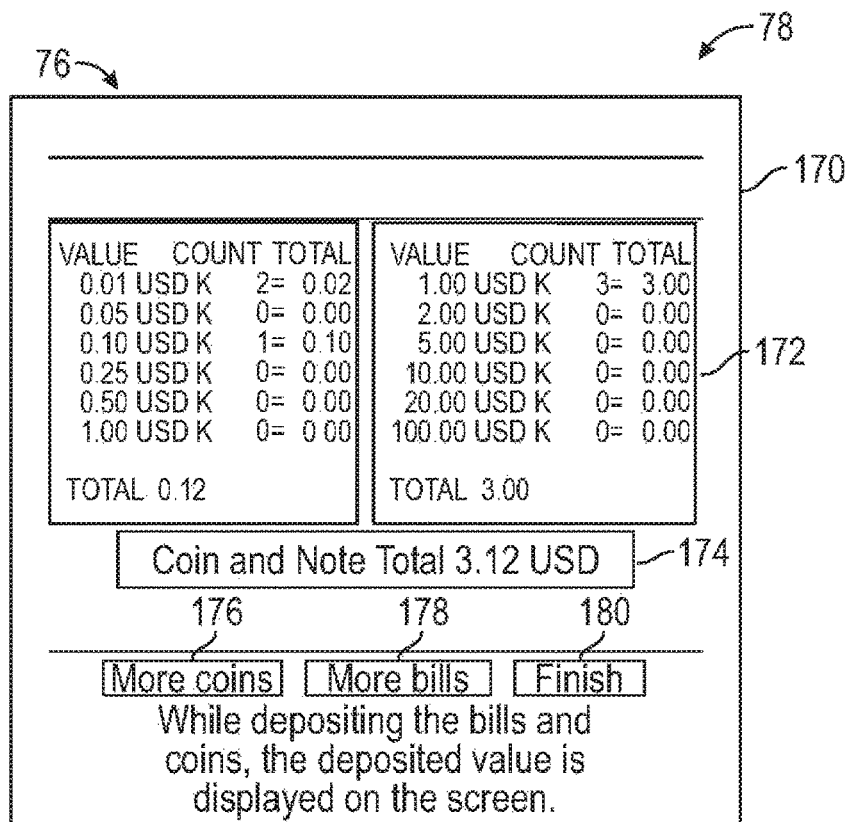 78
76
170
VALUE COUNT TOTAL
0.01 USD K 2= 0.02
0.05 USD K 0= 0.00
0.10 USD K 1= 0.10
0.25 USD K 0= 0.00
0.50 USD K 0= 0.00
1.00 USD K 0= 0.00
TOTAL 0.12
VALUE COUNT TOTAL
1.00 USD K 3= 3.00
2.00 USD K 0= 0.00
5.00 USD K 0= 0.00
10.00 USD K 0= 0.00
20.00 USD K 0= 0.00
100.00 USD K 0= 0.00
TOTAL 3.00
172
Coin and Note Total 3.12 USD
174
176 178 180
More coins More bills Finish
While depositing the bills and
coins, the deposited value is
displayed on the screen.